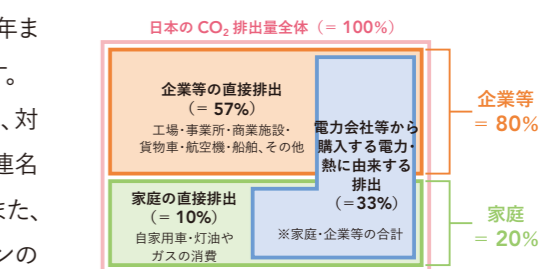 年ま
す。
、対
連名
また、
ンの
日本のCO₂排出量全体（＝100%）
企業等の直接排出
（＝57%）
工場・事業所・商業施設・
貨物車・航空機・船舶、その他
電力会社等から
購入する電力・
熱に由来する
排出
（＝33%）
家庭の直接排出
（＝10%）
自家用車・灯油や
ガスの消費
※家庭・企業等の合計
企業等
＝80%
家庭
＝20%